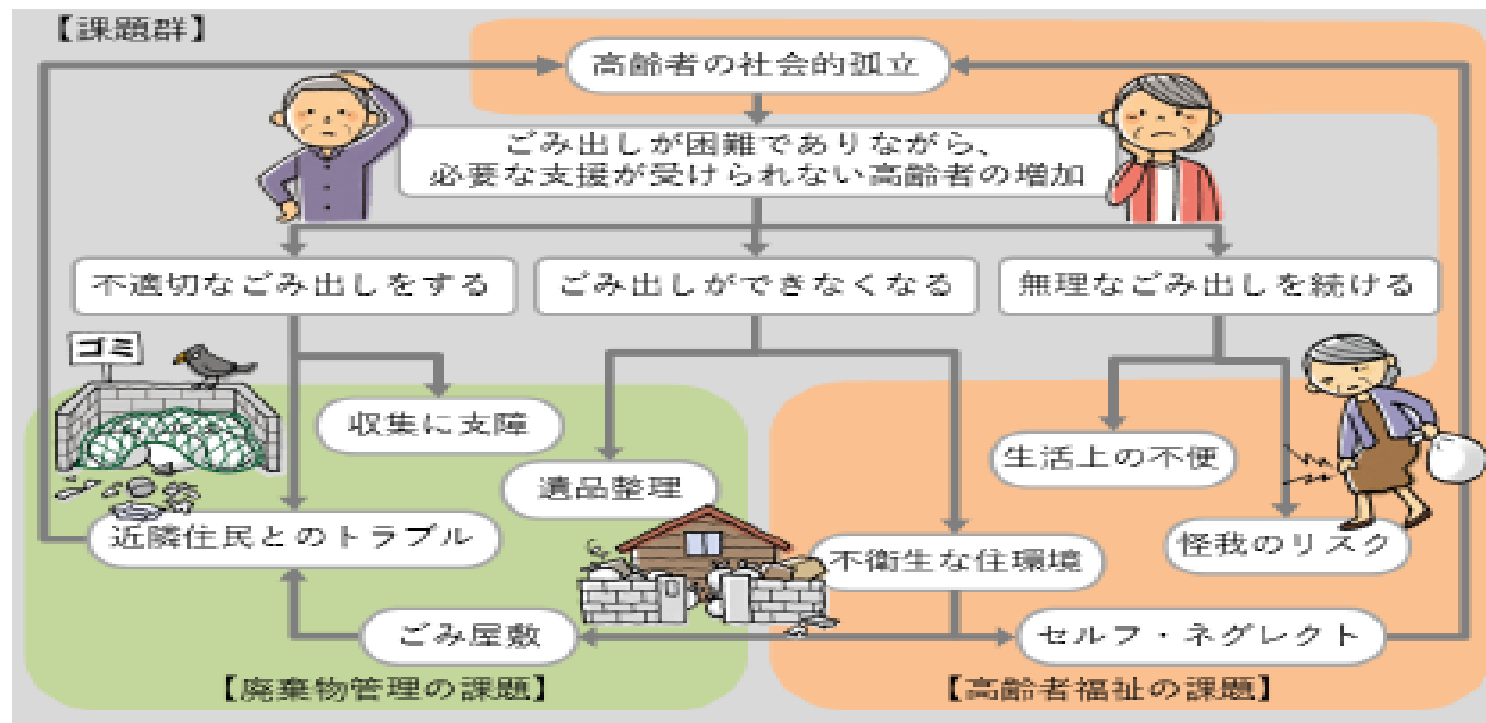 【課題群】
高齢者の社会的孤立
ごみ出しが困難でありながら、
必要な支援が受けられない高齢者の増加
不適切なごみ出しをする
ごみ出しができなくなる
無理なごみ出しを続ける
ゴミ
収集に支障
生活上の不便
遺品整理
近隣住民とのトラブル
不衛生な住環境
怪我のリスク
ごみ屋敷
セルフ・ネグレクト
【廃棄物管理の課題】
【高齢者福祉の課題】